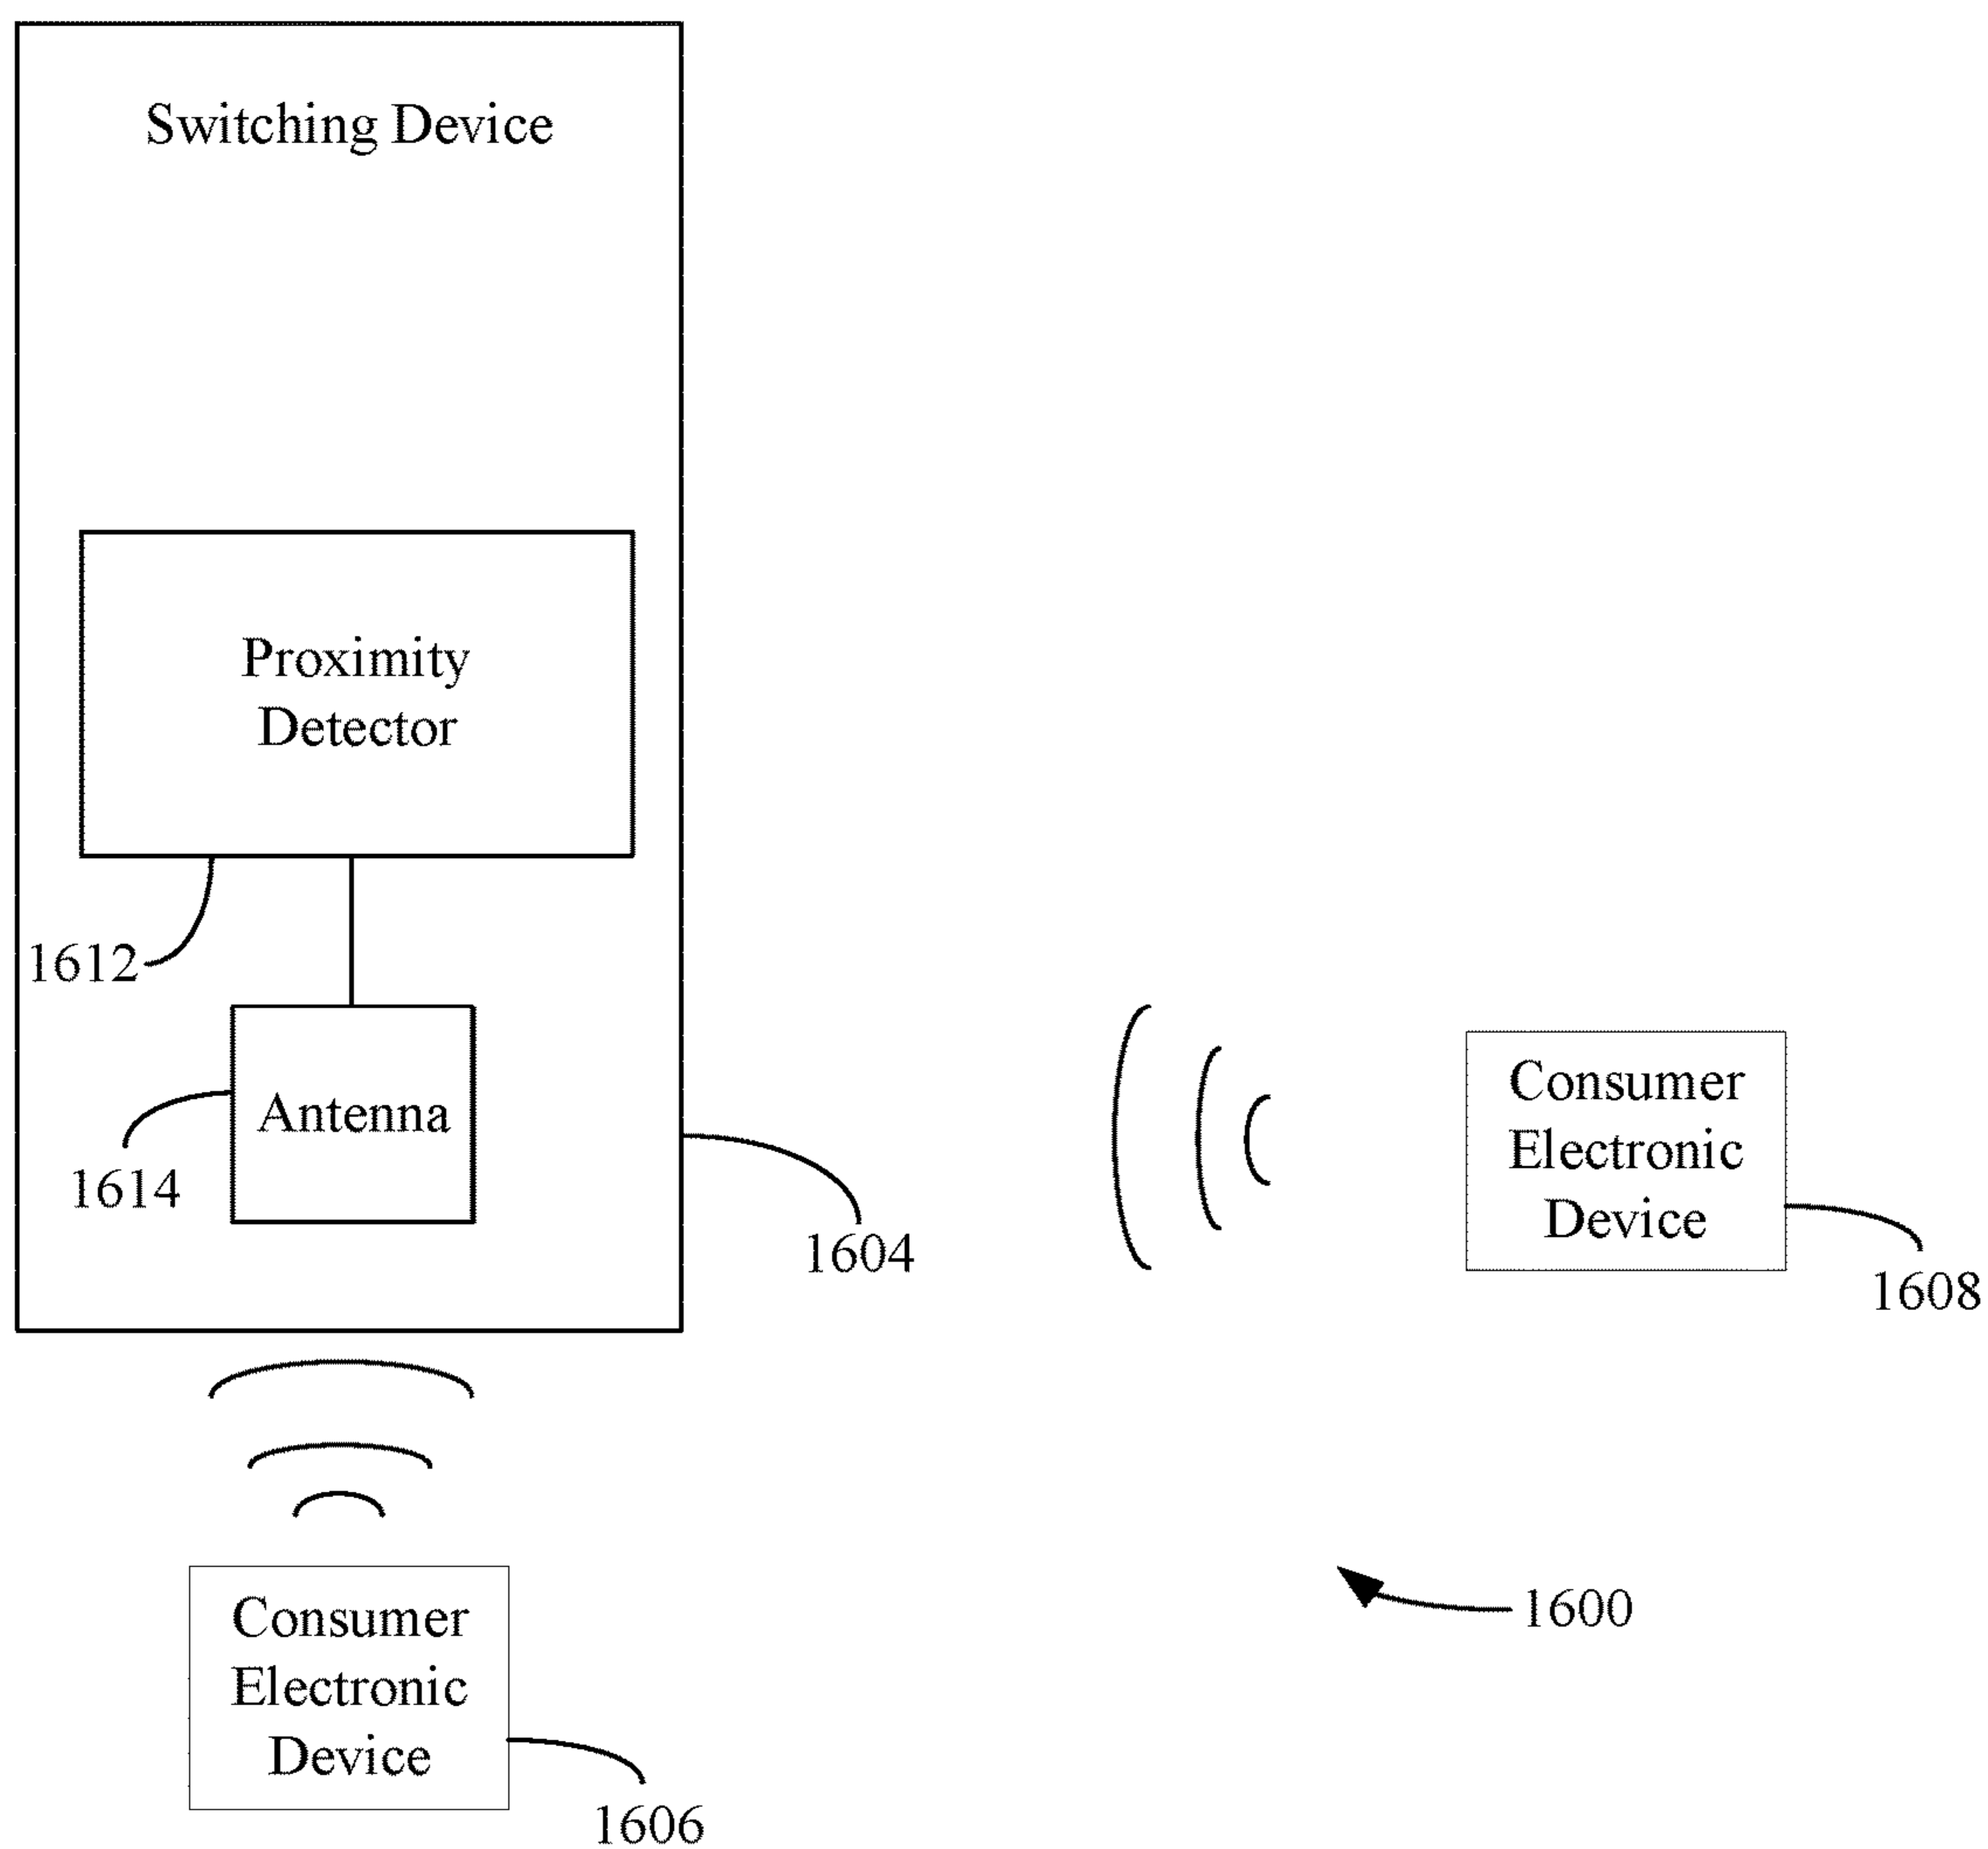 Switching Device
Proximity
Detector
1612
Antenna
1614
1604
Consumer
Electronic
Device
1608
1600
Consumer
Electronic
Device
1606